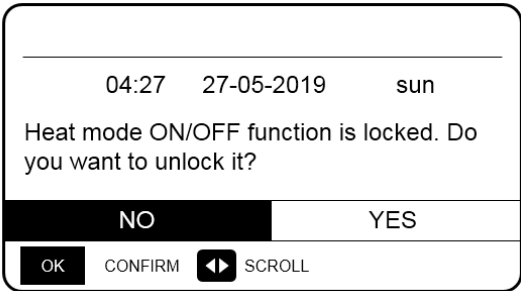 04:27 27-05-2019 sun
Heat mode ON/OFF function is locked. Do
you want to unlock it?
NO YES
OK CONFIRM SCROLL